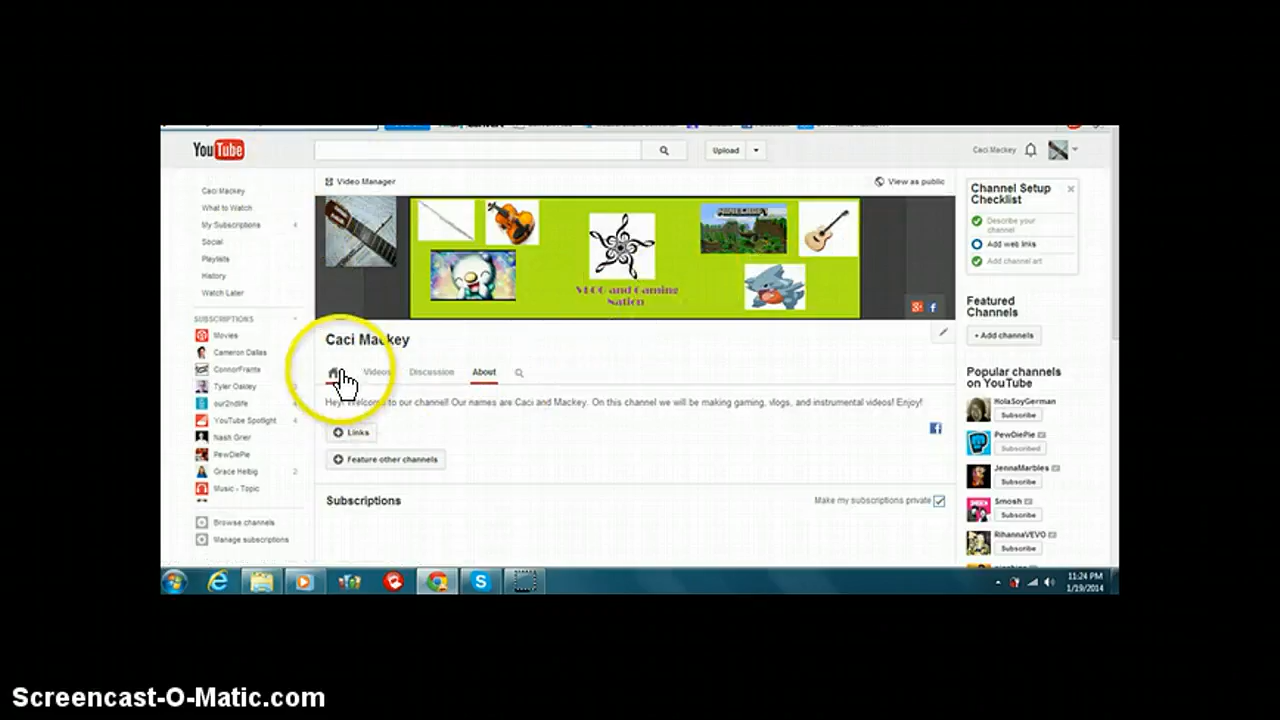 YouTube
Upload
Caci Mackey
Video Manager
View as public
Caci Mackey
What to Watch
My Subscriptions 4
Social
Playlists
History
Watch Later
SUBSCRIPTIONS
Movies
Cameron Dallas
ConnorFranta
Tyler Oakley
our2ndlife
YouTube Spotlight 4
Nash Grier
PewDiePie
Grace Helbig 2
Music - Topic
Browse channels
Manage subscriptions
MINECRAFT
VLOG and Gaming
Nation
Caci Mackey
Videos Discussion About
Hey! Welcome to our channel! Our names are Caci and Mackey. On this channel we will be making gaming, vlogs, and instrumental videos! Enjoy!
Links
Feature other channels
Subscriptions
Make my subscriptions private
Channel Setup
Checklist
Describe your
channel
Add web links
Add channel art
Featured
Channels
+ Add channels
Popular channels
on YouTube
HolaSoyGerman
Subscribe
PewDiePie
Subscribed
JennaMarbles
Subscribe
Smosh
Subscribe
RihannaVEVO
Subscribe
11:24 PM
1/19/2014
Screencast-O-Matic.com